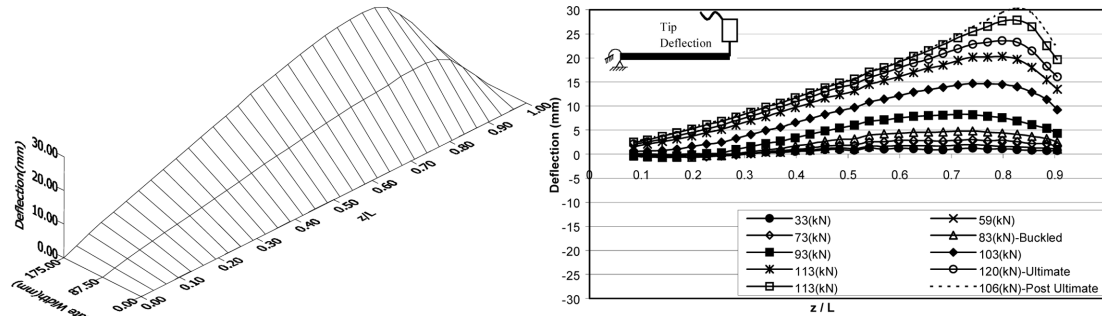 30.00
20.00
10.00
0.00
Deflection(mm)
175.00
87.50
0.00
Width(mm)
0.00
0.10
0.20
0.30
0.40
0.50
0.60
0.70
0.80
0.90
1.00
z/L
30
25
20
15
10
5
0
-5
-10
-15
-20
-25
-30
Deflection (mm)
Tip
Deflection
0 0.1 0.2 0.3 0.4 0.5 0.6 0.7 0.8 0.9 1
33(kN) 59(kN)
73(kN) 83(kN)-Buckled
93(kN) 103(kN)
113(kN) 120(kN)-Ultimate
113(kN) 106(kN)-Post Ultimate
z / L